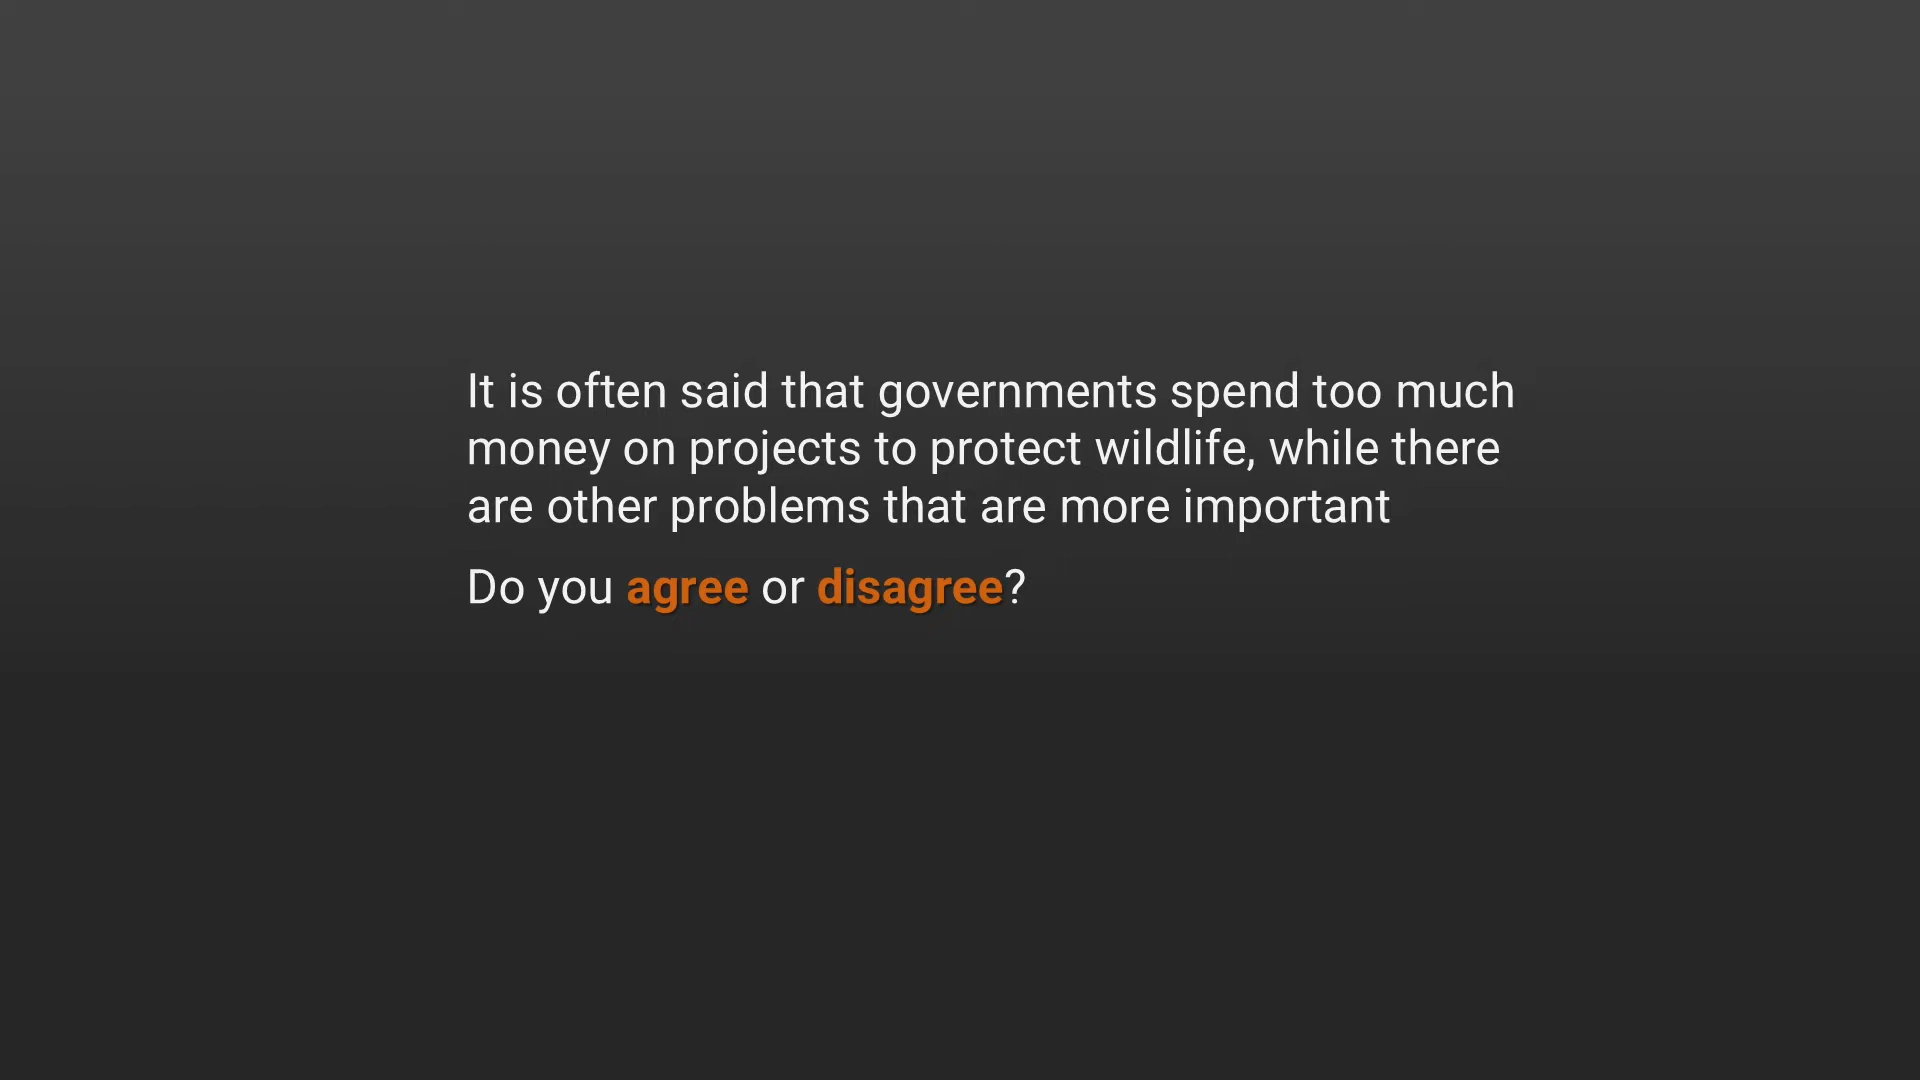 It is often said that governments spend too much
money on projects to protect wildlife, while there
are other problems that are more important
Do you agree or disagree?